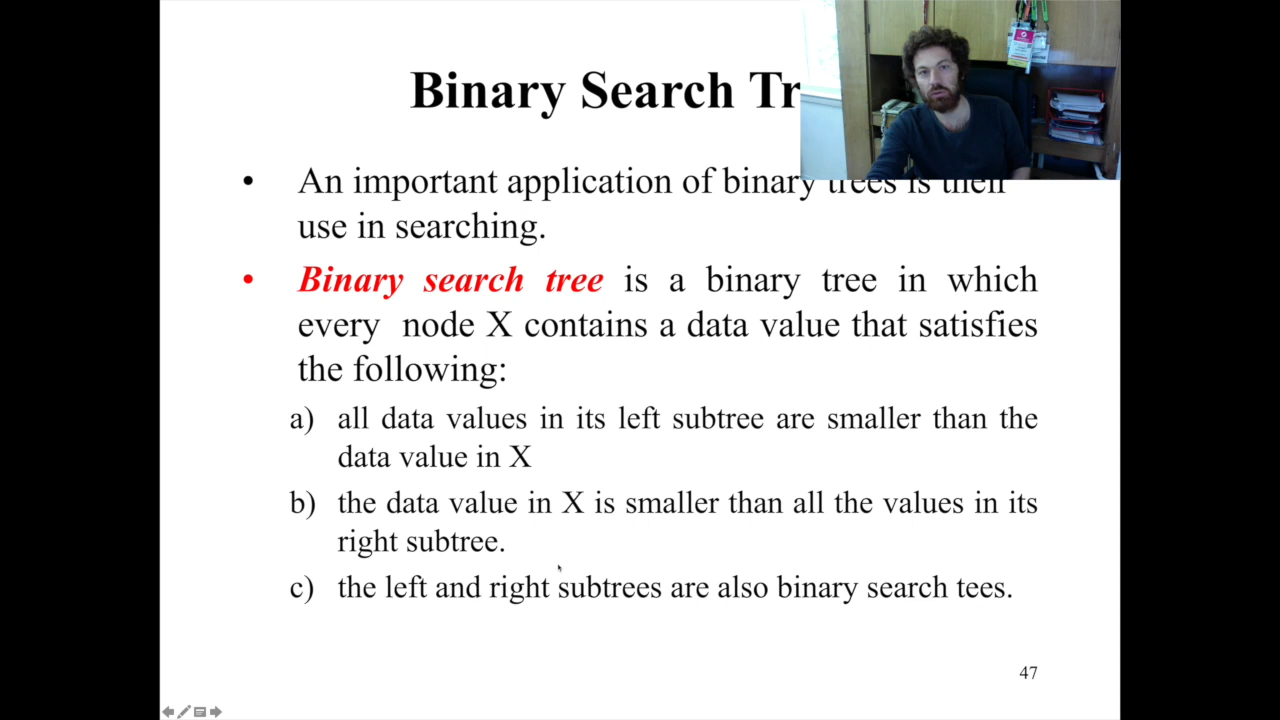 Binary Search Tr
• An important application of binary trees is their
use in searching.
• Binary search tree is a binary tree in which
every node X contains a data value that satisfies
the following:
a) all data values in its left subtree are smaller than the
data value in X
b) the data value in X is smaller than all the values in its
right subtree.
c) the left and right subtrees are also binary search tees.
47